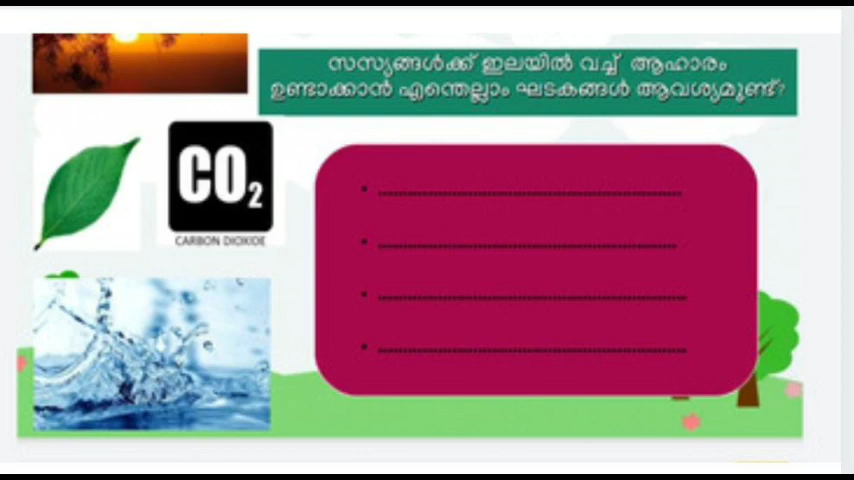 സസ്യങ്ങൾക്ക് ഇലയിൽ വച്ച് ആഹാരം
ഉണ്ടാക്കാൻ എന്തെല്ലാം ഘടകങ്ങൾ ആവശ്യമുണ്ട്?
CO₂
CARBON DIOXIDE